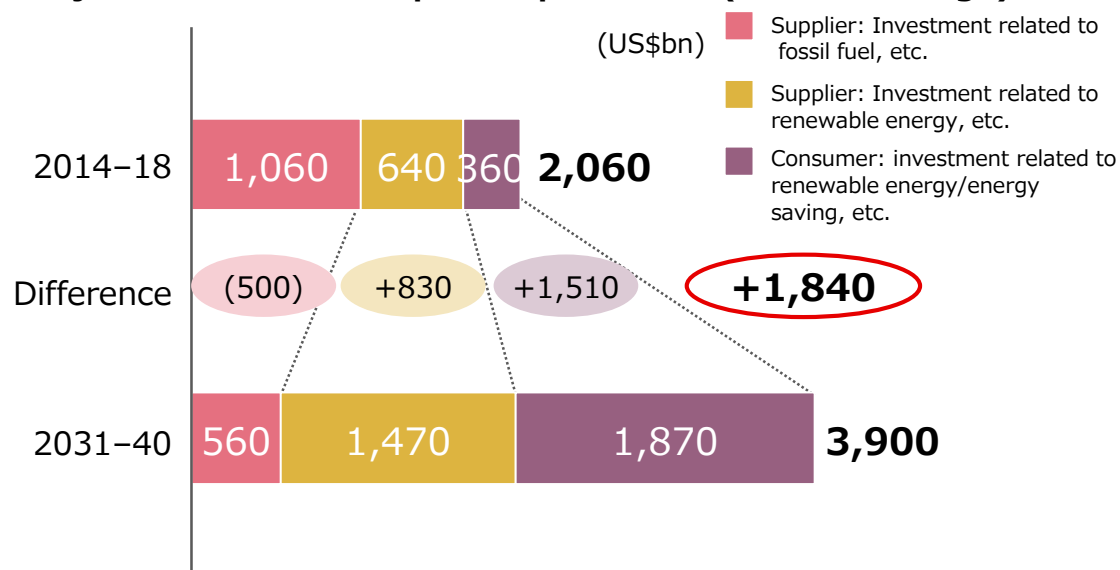 (US$bn)
Supplier: Investment related to
fossil fuel, etc.
Supplier: Investment related to
renewable energy, etc.
Consumer: investment related to
renewable energy/energy
saving, etc.
2014–18 1,060 640 360 2,060
Difference (500) +830 +1,510 +1,840
2031–40 560 1,470 1,870 3,900